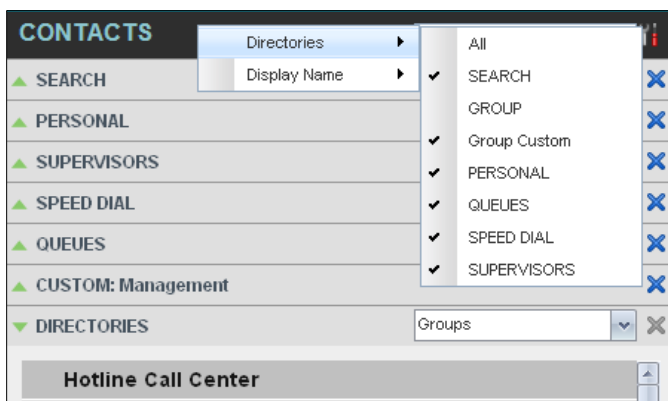 CONTACTS
Directories
Display Name
All
SEARCH
GROUP
Group Custom
PERSONAL
QUEUES
SPEED DIAL
SUPERVISORS
SEARCH
PERSONAL
SUPERVISORS
SPEED DIAL
QUEUES
CUSTOM: Management
DIRECTORIES
Groups
Hotline Call Center